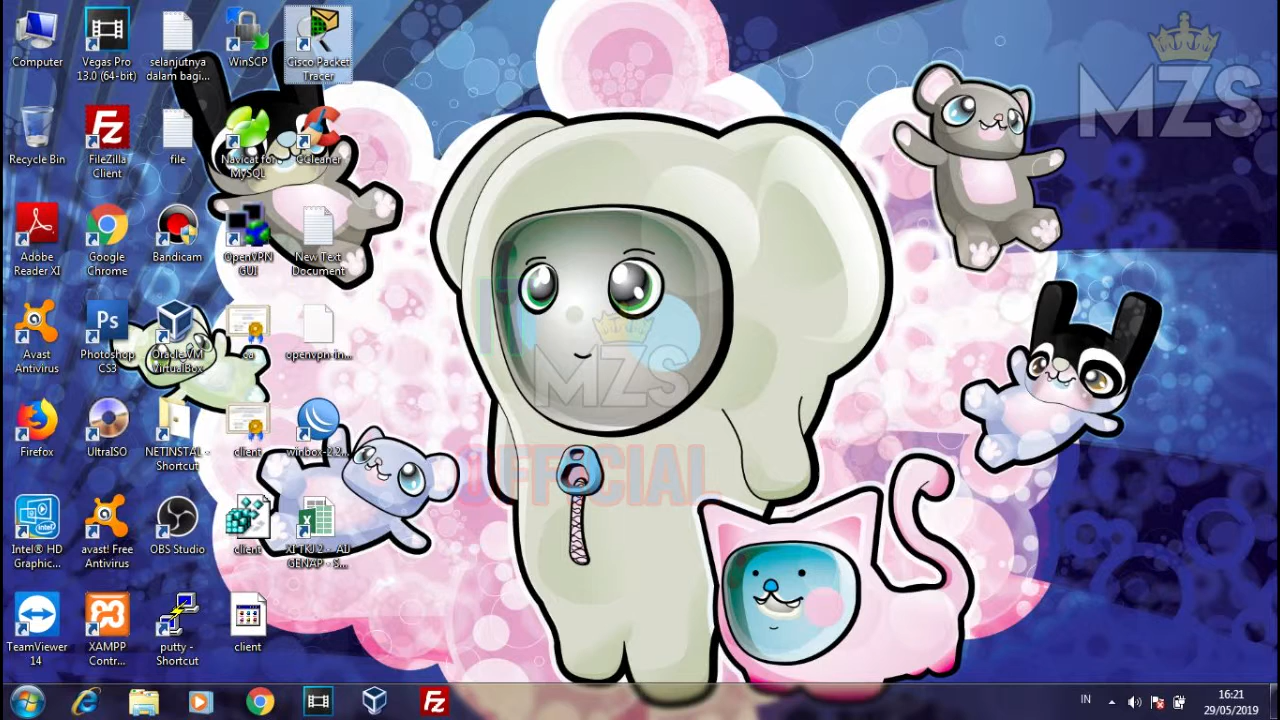 Computer
Vegas Pro
13.0 (64-bit)
selanjutnya
dalam bagi...
WinSCP
Cisco Packet
Tracer
MZS
Recycle Bin
FileZilla
Client
file
Navicat for
MySQL
CCleaner
Adobe
Reader XI
Google
Chrome
Bandicam
OpenVPN
GUI
New Text
Document
Avast
Antivirus
Ps
Photoshop
CS3
Oracle VM
VirtualBox
ca
openvpn-in...
IT
MZS
OFFICIAL
Firefox
UltraISO
NETINSTAL -
Shortcut
client
winbox-2.2...
Intel® HD
Graphic...
avast! Free
Antivirus
OBS Studio
client
XI TKJ 2 - AIJ
GENAP - S...
TeamViewer
14
XAMPP
Contr...
putty -
Shortcut
client
IN
16:21
29/05/2019